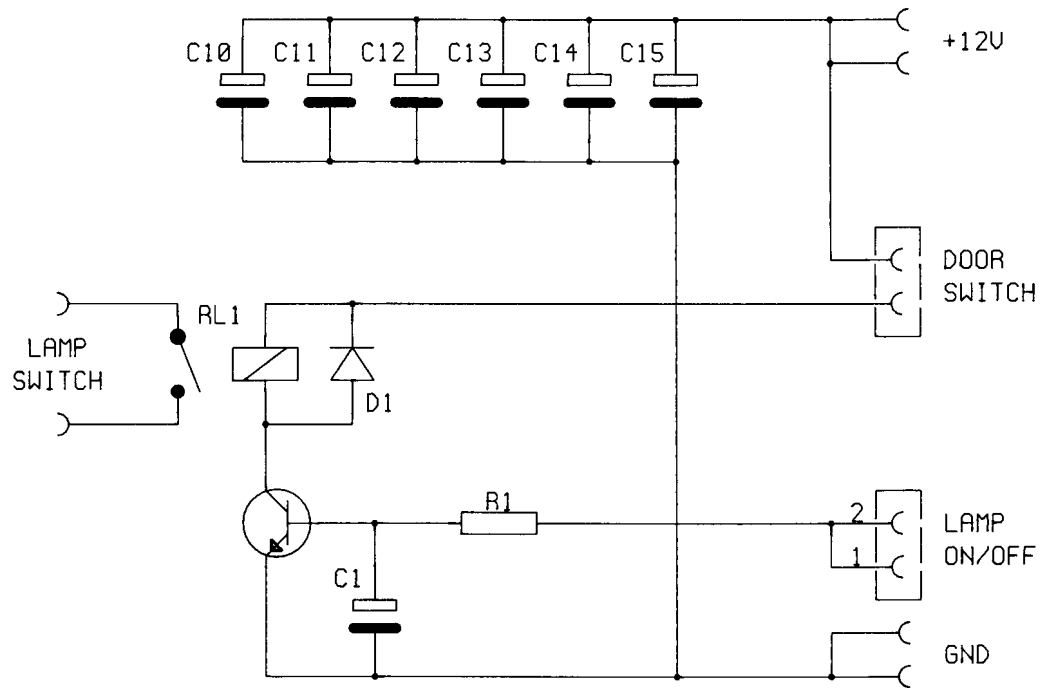 C10 C11 C12 C13 C14 C15
+12V
DOOR
SWITCH
RL1
LAMP
SWITCH
D1
R1
2
1
LAMP
ON/OFF
C1
GND